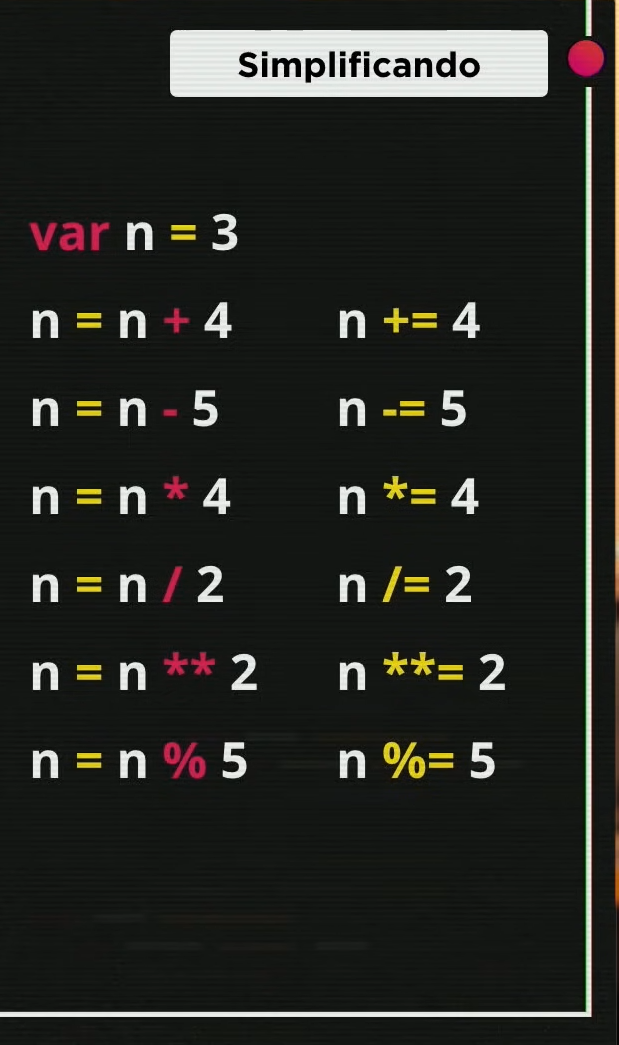 Simplificando
var n = 3
n = n + 4 n += 4
n = n - 5 n -= 5
n = n * 4 n *= 4
n = n / 2 n /= 2
n = n ** 2 n **= 2
n = n % 5 n %= 5